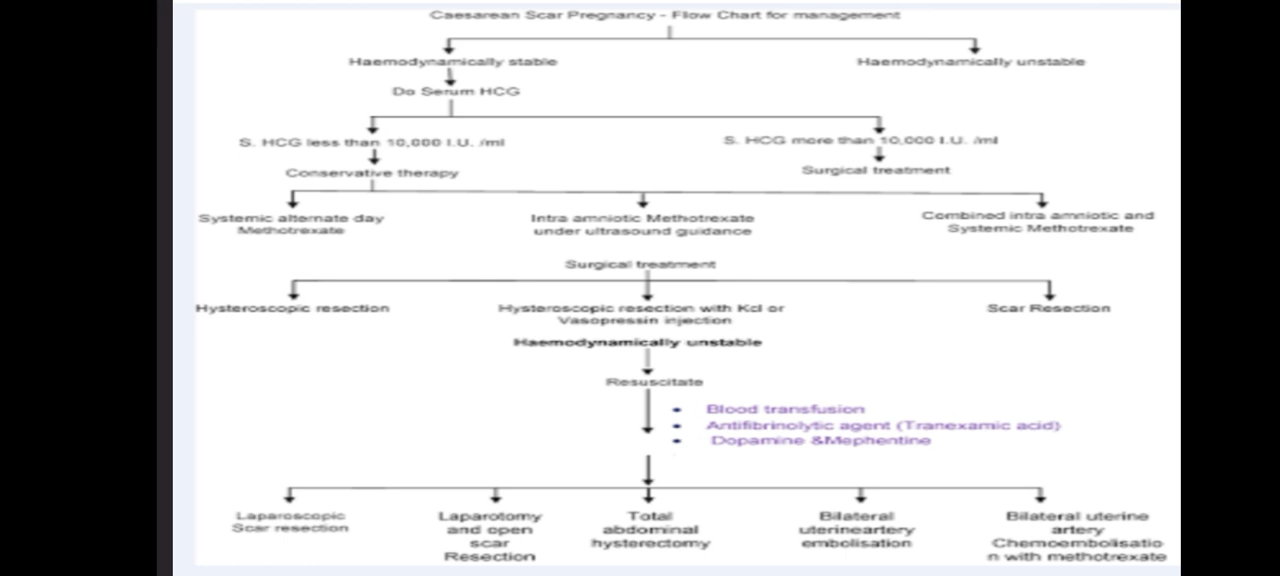 Caesarean Scar Pregnancy - Flow Chart for management
Haemodynamically stable
Haemodynamically unstable
Do Serum HCG
S. HCG less than 10,000 I.U. /ml
S. HCG more than 10,000 I.U. /ml
Conservative therapy
Surgical treatment
Systemic alternate day
Methotrexate
Intra amniotic Methotrexate
under ultrasound guidance
Combined intra amniotic and
Systemic Methotrexate
Surgical treatment
Hysteroscopic resection
Hysteroscopic resection with Kcl or
Vasopressin injection
Scar Resection
Haemodynamically unstable
Resuscitate
• Blood transfusion
• Antifibrinolytic agent (Tranexamic acid)
• Dopamine &Mephentine
Laparoscopic
Scar resection
Laparotomy
and open
scar
Resection
Total
abdominal
hysterectomy
Bilateral
uterineartery
embolisation
Bilateral uterine
artery
Chemoembolisatio
n with methotrexate